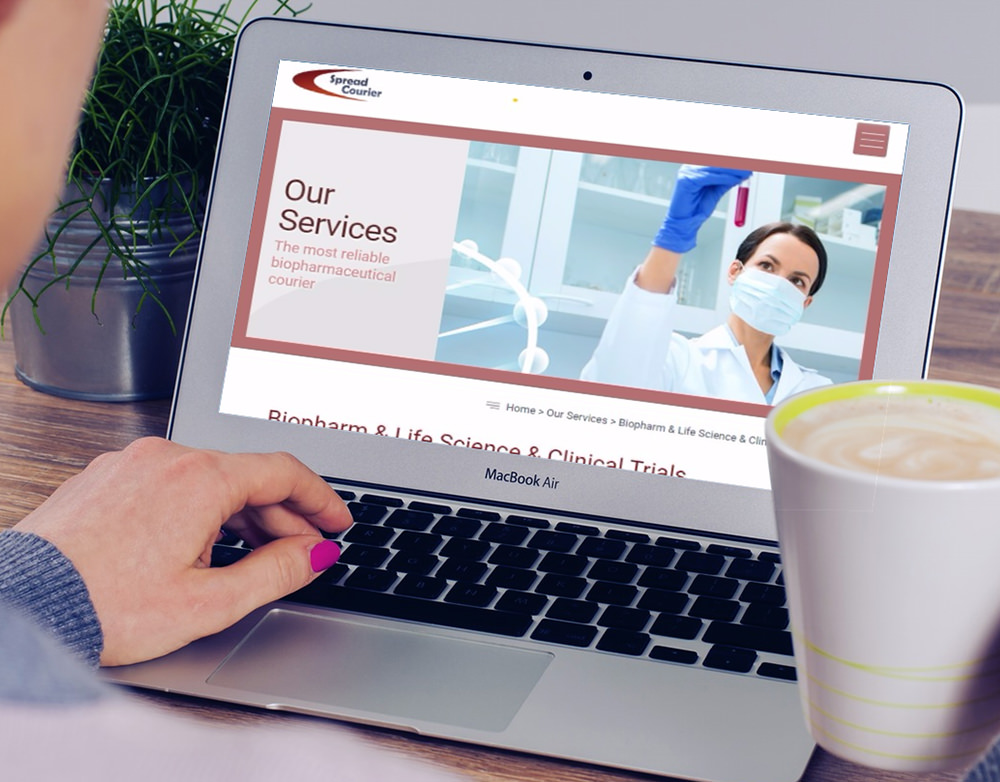 Spread
Courier
Our
Services
The most reliable
biopharmaceutical
courier
Home > Our Services > Biopharm & Life Science & Clin
Biopharm & Life Science & Clinical Trials
MacBook Air